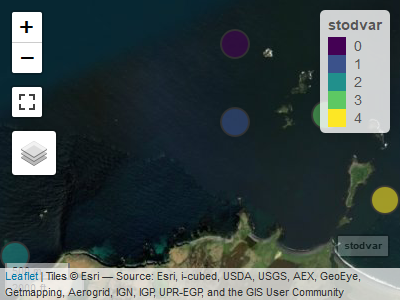 +
−
stodvar
0
1
2
3
4
stodvar
Leaflet | Tiles © Esri — Source: Esri, i-cubed, USDA, USGS, AEX, GeoEye,
Getmapping, Aerogrid, IGN, IGP, UPR-EGP, and the GIS User Community